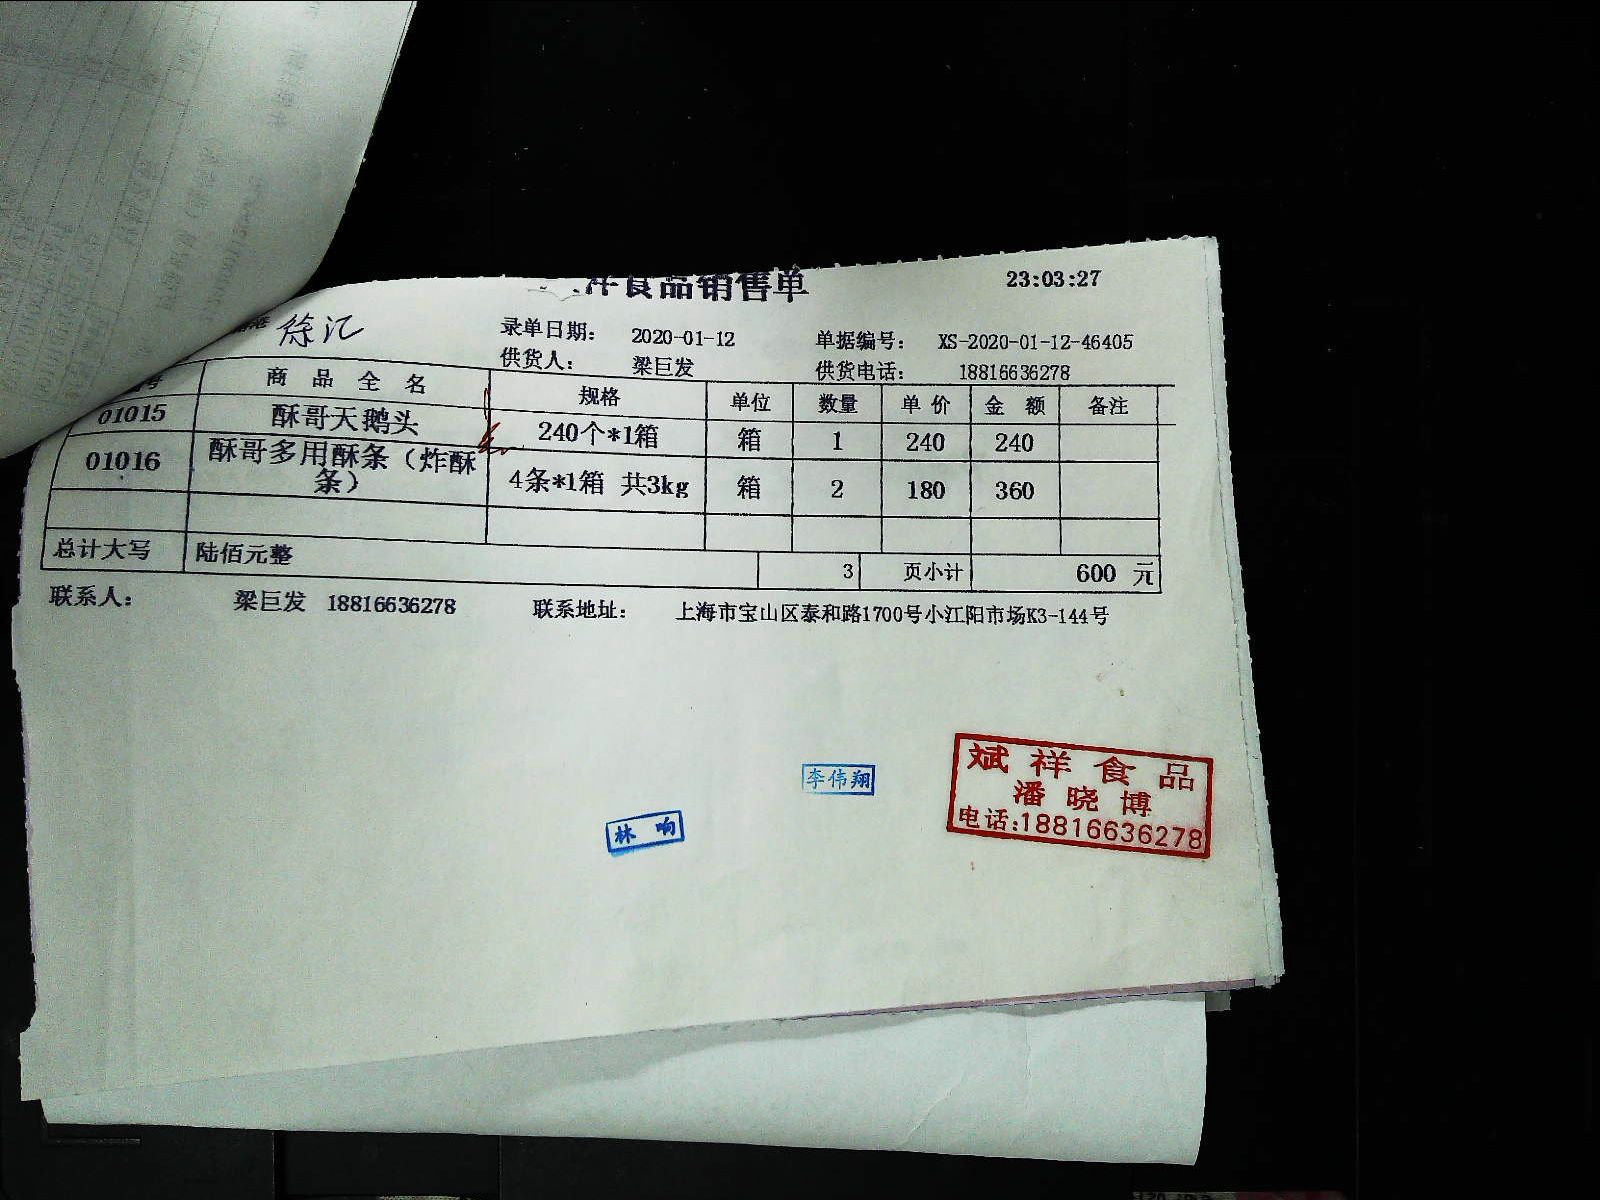 祥食品销售单 23:03:27
徐汇 录单日期： 2020-01-12 单据编号： XS-2020-01-12-46405
供货人： 梁巨发 供货电话： 18816636278
号 商品全名 规格 单位 数量 单价 金额 备注
01015 酥哥天鹅头 240个*1箱 箱 1 240 240
01016 酥哥多用酥条（炸酥条） 4条*1箱 共3kg 箱 2 180 360
总计大写 陆佰元整 3 页小计 600 元
联系人： 梁巨发 18816636278 联系地址： 上海市宝山区泰和路1700号小江阳市场K3-144号
斌祥食品
潘晓博
电话:18816636278
李伟翔
林响